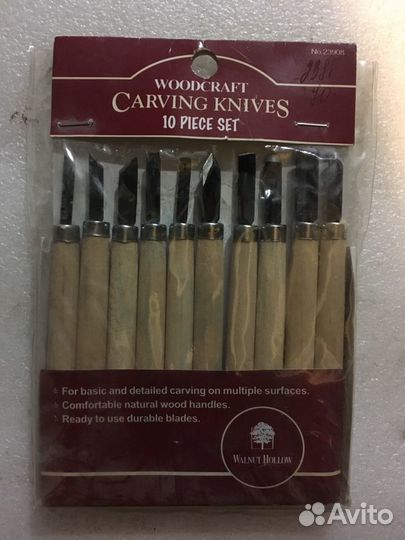 No.23908
WOODCRAFT
CARVING KNIVES
10 PIECE SET
For basic and detailed carving on multiple surfaces.
Comfortable natural wood handles.
Ready to use durable blades.
WALNUT HOLLOW
Avito